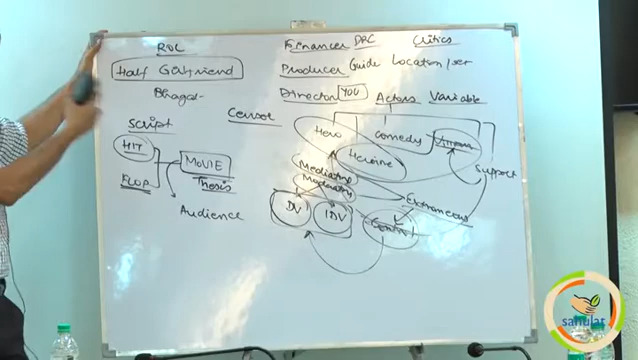 ROL
Half Girlfriend
Financer DRC Critics
Producer Guide Location/set
Director YOU Actors Variable
Script
Censor
HIT
FLOP
MOVIE
Thesis
Audience
Hero
Comedy
Heroine
Support
Mediating
Moderating
DV
IDV
Extraneous
Control
sahulat